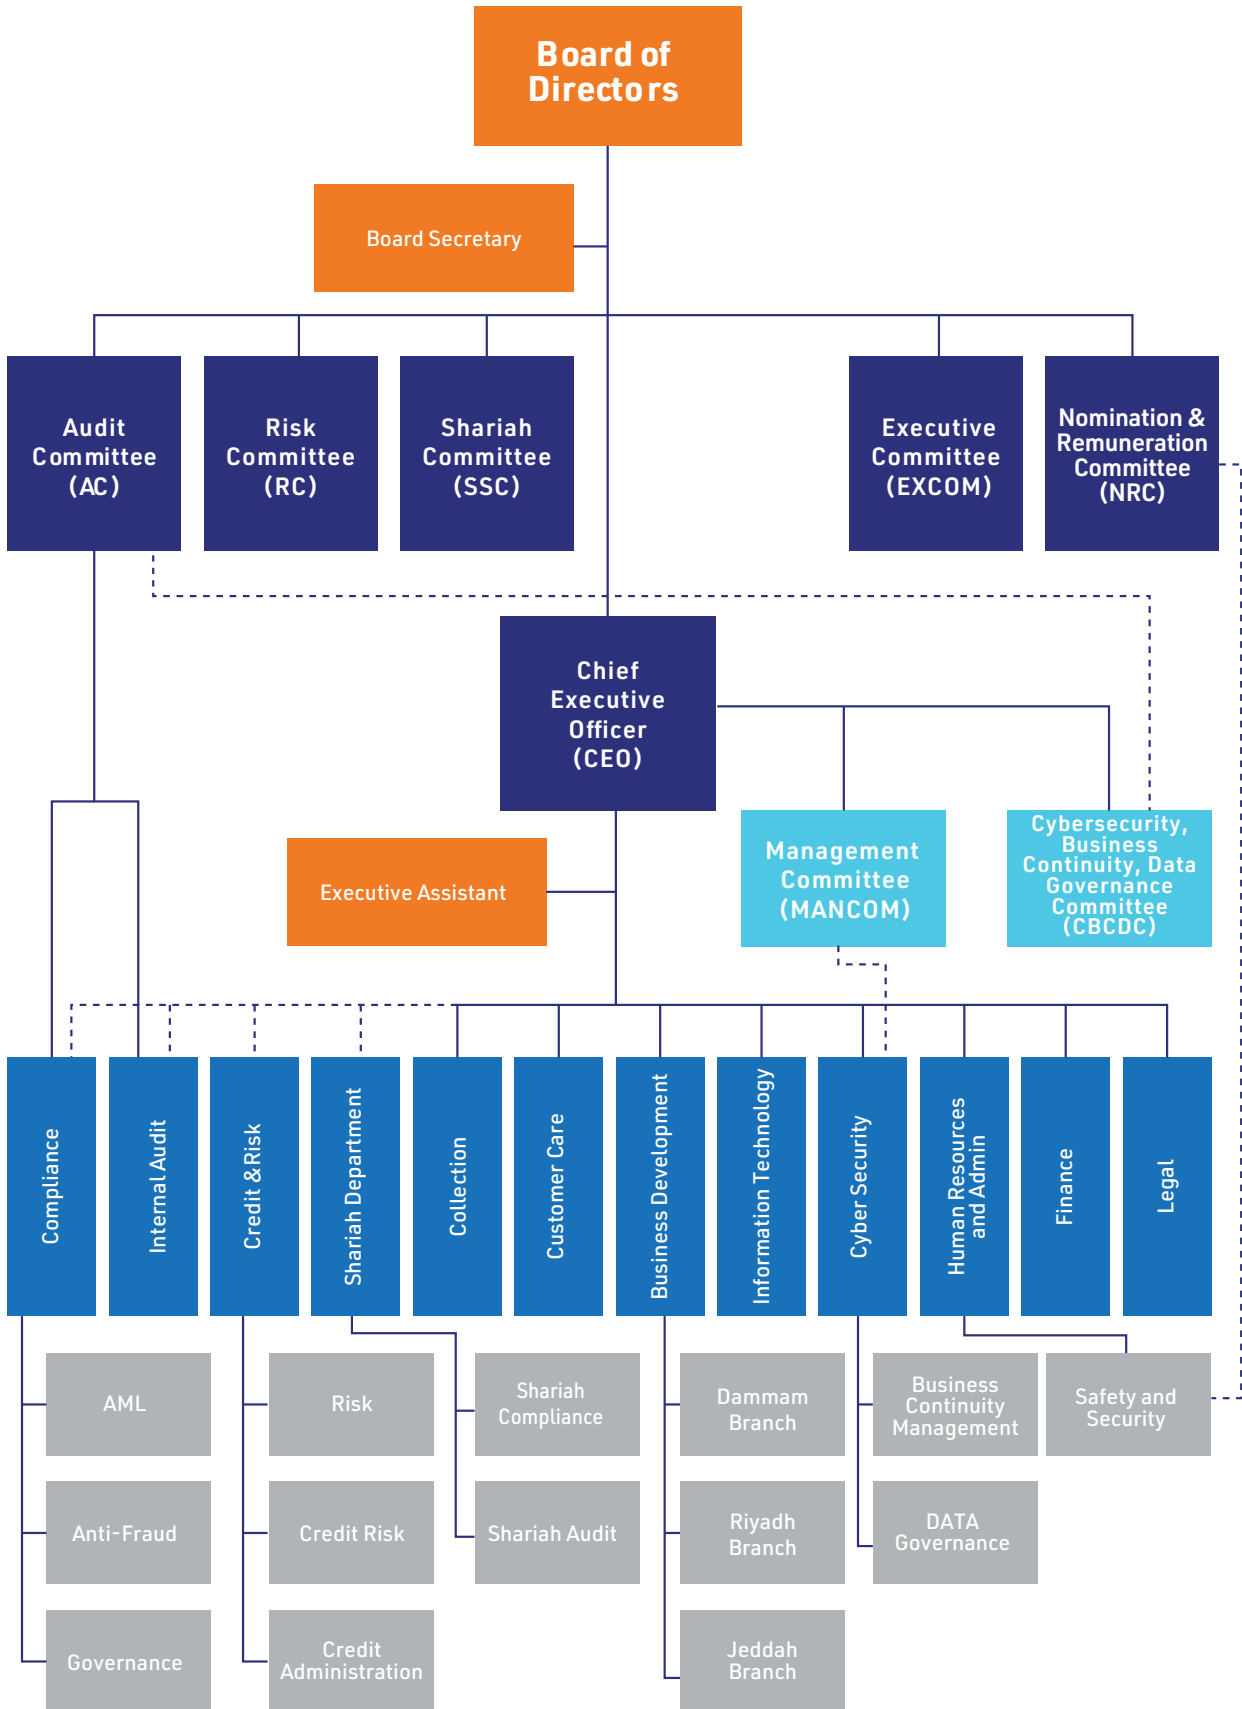 Board of
Directors
Board Secretary
Audit
Committee
(AC)
Risk
Committee
(RC)
Shariah
Committee
(SSC)
Executive
Committee
(EXCOM)
Nomination &
Remuneration
Committee
(NRC)
Chief
Executive
Officer
(CEO)
Executive Assistant
Management
Committee
(MANCOM)
Cybersecurity,
Business
Continuity, Data
Governance
Committee
(CBCDC)
Compliance
Internal Audit
Credit & Risk
Shariah Department
Collection
Customer Care
Business Development
Information Technology
Cyber Security
Human Resources
and Admin
Finance
Legal
AML
Risk
Shariah
Compliance
Dammam
Branch
Business
Continuity
Management
Safety and
Security
Anti-Fraud
Credit Risk
Shariah Audit
Riyadh
Branch
DATA
Governance
Governance
Credit
Administration
Jeddah
Branch